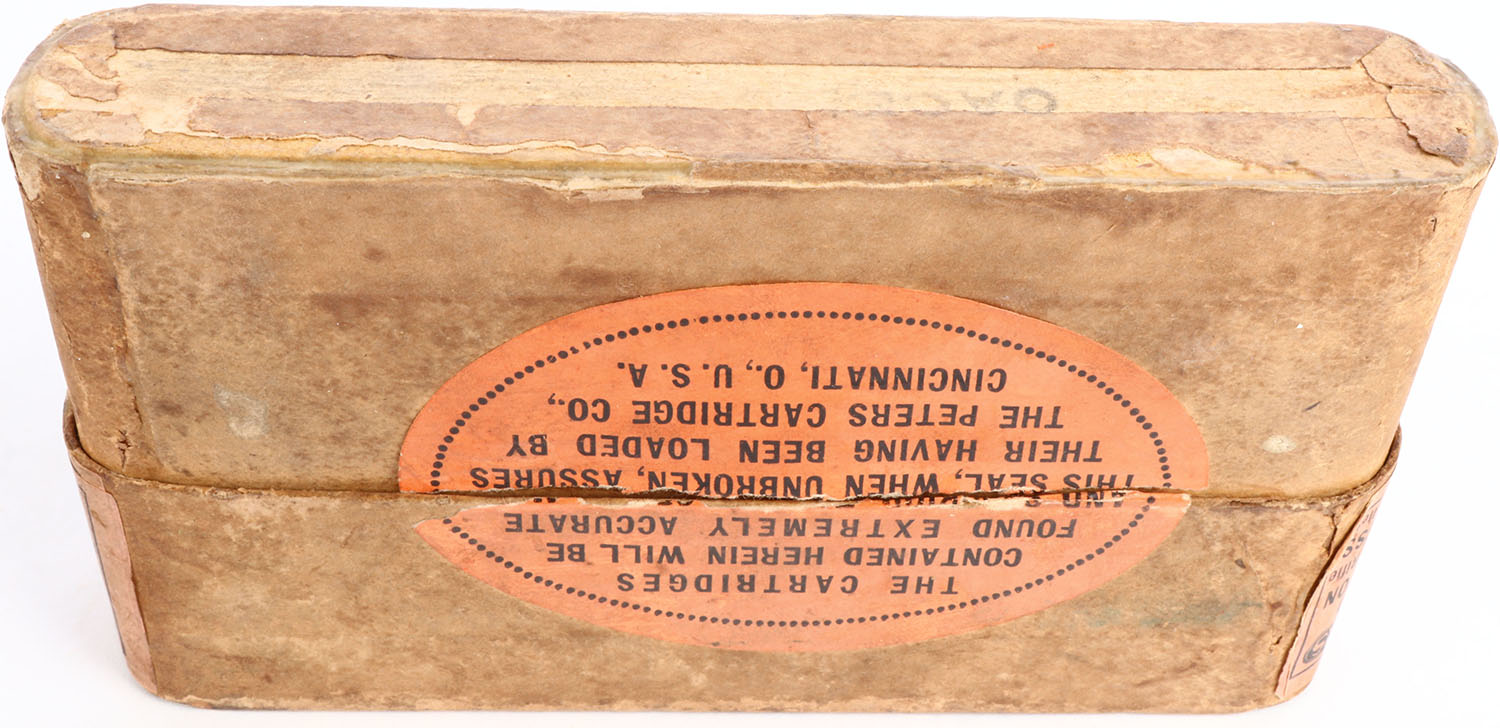 THE CARTRIDGES
CONTAINED HEREIN WILL BE
FOUND EXTREMELY ACCURATE
AND
THIS SEAL, WHEN UNBROKEN, ASSURES
THEIR HAVING BEEN LOADED BY
THE PETERS CARTRIDGE CO.,
CINCINNATI, O., U.S.A.